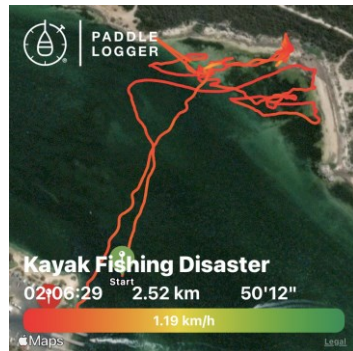 PADDLE
LOGGER
Kayak Fishing Disaster
Start
02:06:29 2.52 km 50'12"
1.19 km/h
Maps
Legal